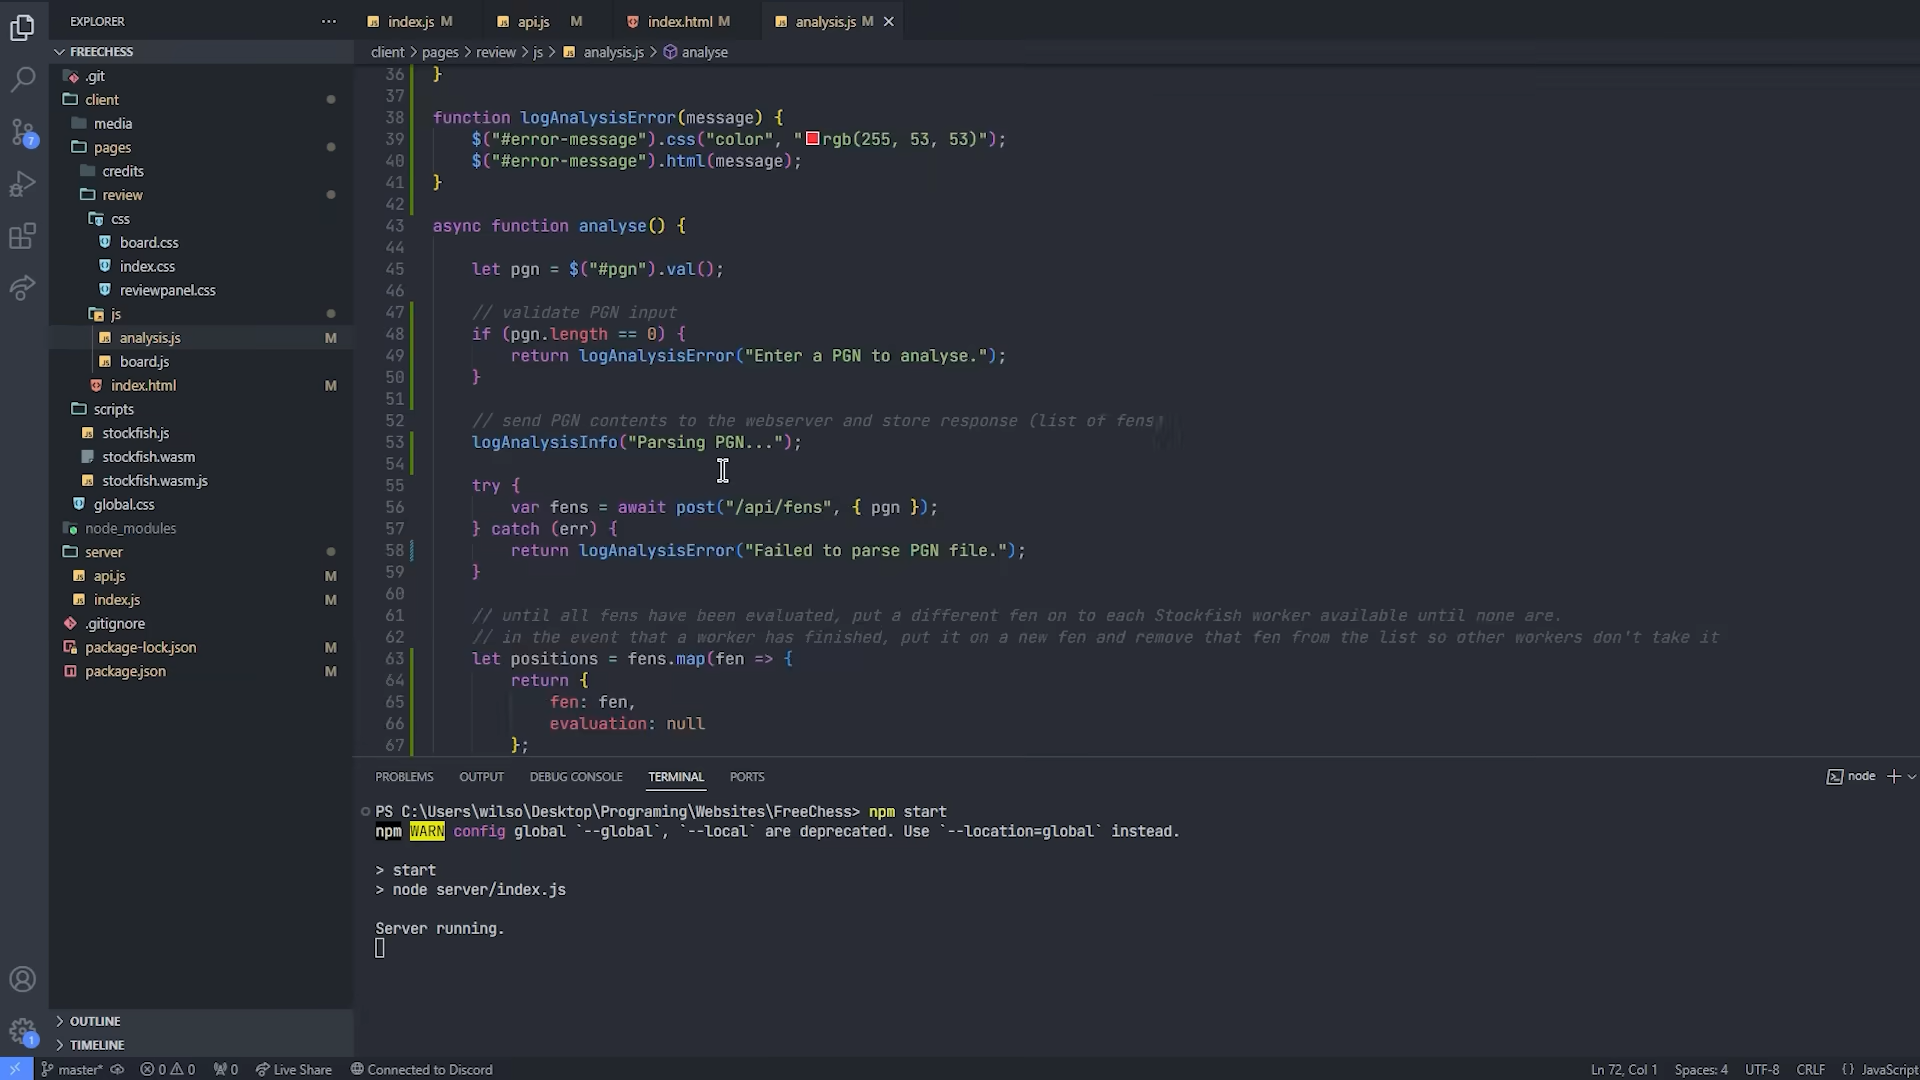 EXPLORER
FREECHESS
.git
client
media
pages
credits
review
css
board.css
index.css
reviewpanel.css
js
analysis.js M
board.js
index.html M
scripts
stockfish.js
stockfish.wasm
stockfish.wasm.js
global.css
node_modules
server
api.js M
index.js M
.gitignore
package-lock.json M
package.json M
OUTLINE
TIMELINE
7
1
index.js M api.js M index.html M analysis.js M
client > pages > review > js > analysis.js > analyse
36 }
37
38 function logAnalysisError(message) {
39 $("#error-message").css("color", "rgb(255, 53, 53)");
40 $("#error-message").html(message);
41 }
42
43 async function analyse() {
44
45 let pgn = $("#pgn").val();
46
47 // validate PGN input
48 if (pgn.length == 0) {
49 return logAnalysisError("Enter a PGN to analyse.");
50 }
51
52 // send PGN contents to the webserver and store response (list of fens
53 logAnalysisInfo("Parsing PGN...");
54
55 try {
56 var fens = await post("/api/fens", { pgn });
57 } catch (err) {
58 return logAnalysisError("Failed to parse PGN file.");
59 }
60
61 // until all fens have been evaluated, put a different fen on to each Stockfish worker available until none are.
62 // in the event that a worker has finished, put it on a new fen and remove that fen from the list so other workers don't take it
63 let positions = fens.map(fen => {
64 return {
65 fen: fen,
66 evaluation: null
67 };
PROBLEMS OUTPUT DEBUG CONSOLE TERMINAL PORTS
node
PS C:\Users\wilso\Desktop\Programing\Websites\FreeChess> npm start
npm WARN config global `--global`, `--local` are deprecated. Use `--location=global` instead.
> start
> node server/index.js
Server running.
master* 0 0 0 Live Share Connected to Discord
Ln 72, Col 1 Spaces: 4 UTF-8 CRLF {} JavaScript